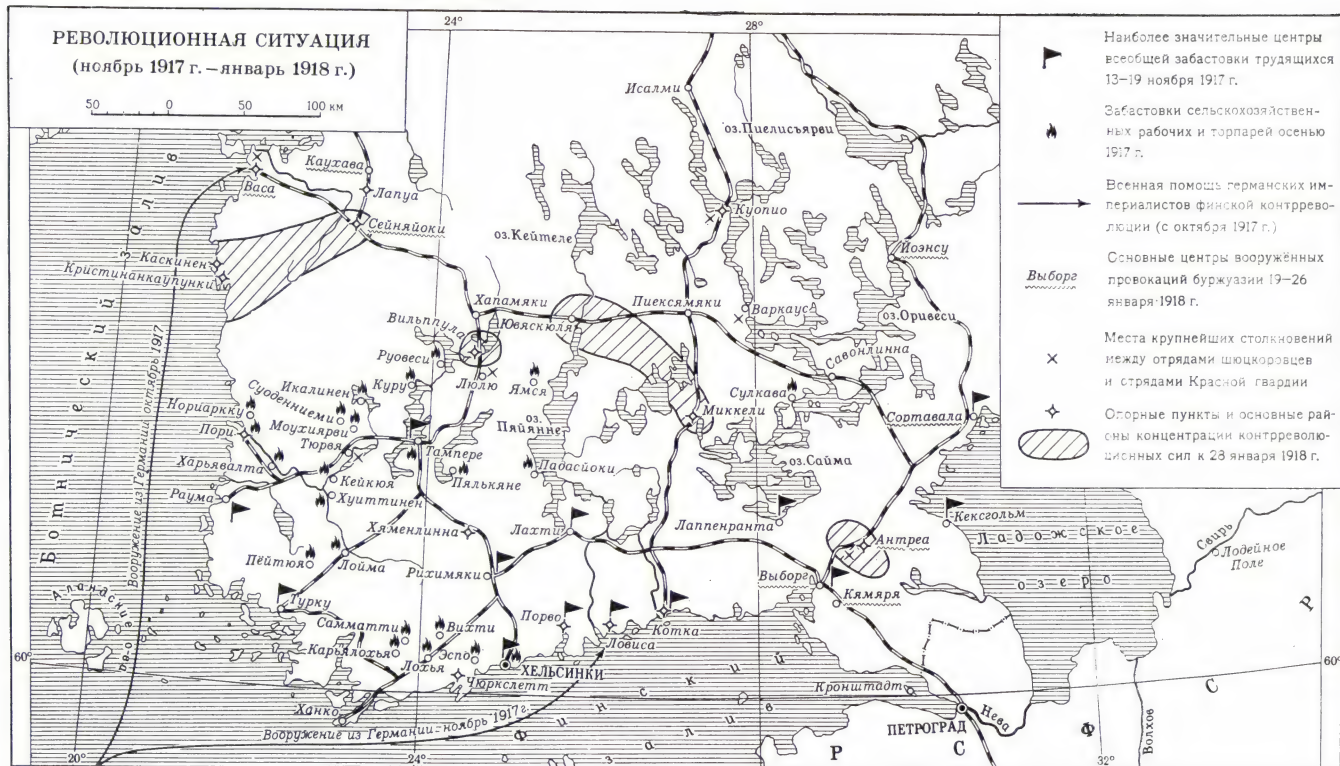 РЕВОЛЮЦИОННАЯ СИТУАЦИЯ
(ноябрь 1917 г. – январь 1918 г.)
50 0 50 100 км
24°
28°
Наиболее значительные центры
всеобщей забастовки трудящихся
13-19 ноября 1917 г.
Забастовки сельскохозяйствен-
ных рабочих и торпарей осенью
1917 г.
Военная помощь германских им-
периалистов финской контррево-
люции (с октября 1917 г.)
Выборг
Основные центры вооружённых
провокаций буржуазии 19-26
января 1918 г.
Места крупнейших столкновений
между отрядами шюцкоровцев
и отрядами Красной гвардии
Опорные пункты и основные рай-
оны концентрации контрреволю-
ционных сил к 28 января 1918 г.
Исалми
оз.Пиелисъярви
Каухава
Васа
Лапуа
Сейняйоки
Куопио
оз.Кейтеле
Йоэнсу
Каскинен
Кристинанкаупунки
Хапамяки
Пиексямяки
Варкаус
Вильппула
Ювяскюля
оз.Оривеси
Руовеси
Савонлинна
Люлю
Ямся
Икалинен
Куру
Сулкава
Суоденниеми
Нориаркку
Моухиярви
оз.
Пяйянне
Миккели
Сортавала
Пори
Тюрвя
Тампере
оз.Сайма
Харьявалта
Кейкюя
Пялькяне
Падасйоки
Раума
Хуиттинен
Кексгольм
Хяменлинна
Лахти
Лаппенранта
Антреа
Ладожское
озеро
Свирь
Лодейное
Поле
Пёйтюя
Лойма
Рихимяки
Выборг
Турку
Кямяря
Самматти
Вихти
Порво
Котка
Ловиса
Карьялохья
Эспо
Лохья
ХЕЛЬСИНКИ
Чюркслетт
Ханко
Кронштадт
ПЕТРОГРАД
Нева
Волхов
Аландские
о-ва
Ботнический залив
Финский
залив
Вооружение из Германии октябрь 1917
Вооружение из Германии-ноябрь 1917г.
60°
60°
20°
24°
32°
Р С Ф С Р